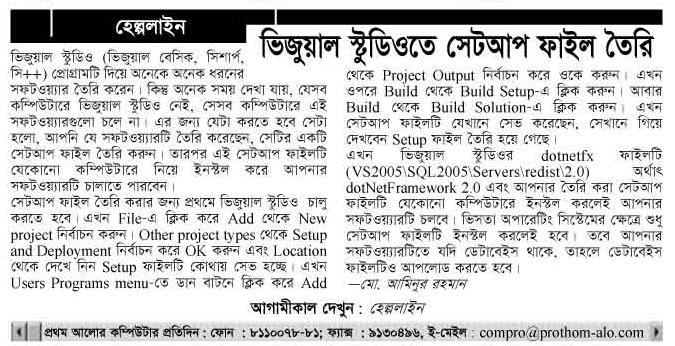 হেল্পলাইন
ভিজুয়াল স্টুডিওতে সেটআপ ফাইল তৈরি
ভিজুয়াল স্টুডিও (ভিজুয়াল বেসিক, সিশার্প,
সি++) প্রোগ্রামটি দিয়ে অনেকে অনেক ধরনের
সফটওয়্যার তৈরি করেন। কিন্তু অনেক সময় দেখা যায়, যেসব
কম্পিউটারে ভিজুয়াল স্টুডিও নেই, সেসব কম্পিউটারে এই
সফটওয়্যারগুলো চলে না। এর জন্য যেটা করতে হবে সেটা
হলো, আপনি যে সফটওয়্যারটি তৈরি করেছেন, সেটির একটি
সেটআপ ফাইল তৈরি করুন। তারপর এই সেটআপ ফাইলটি
যেকোনো কম্পিউটারে নিয়ে ইনস্টল করে আপনার
সফটওয়্যারটি চালাতে পারবেন।
সেটআপ ফাইল তৈরি করার জন্য প্রথমে ভিজুয়াল স্টুডিও চালু
করতে হবে। এখন File-এ ক্লিক করে Add থেকে New
project নির্বাচন করুন। Other project types থেকে Setup
and Deployment নির্বাচন করে OK করুন এবং Location
থেকে দেখে নিন Setup ফাইলটি কোথায় সেভ হচ্ছে। এখন
Users Programs menu-তে ডান বাটনে ক্লিক করে Add
থেকে Project Output নির্বাচন করে ওকে করুন। এখন
ওপরে Build থেকে Build Setup-এ ক্লিক করুন। আবার
Build থেকে Build Solution-এ ক্লিক করুন। এখন
সেটআপ ফাইলটি যেখানে সেভ করেছেন, সেখানে গিয়ে
দেখবেন Setup ফাইল তৈরি হয়ে গেছে।
এখন ভিজুয়াল স্টুডিওর dotnetfx ফাইলটি
(VS2005\SQL2005\Servers\redist\2.0) অর্থাৎ
dotNetFramework 2.0 এবং আপনার তৈরি করা সেটআপ
ফাইলটি যেকোনো কম্পিউটারে ইনস্টল করলেই আপনার
সফটওয়্যারটি চলবে। ভিসতা অপারেটিং সিস্টেমের ক্ষেত্রে শুধু
সেটআপ ফাইলটি ইনস্টল করলেই হবে। তবে আপনার
সফটওয়্যারটিতে যদি ডেটাবেইস থাকে, তাহলে ডেটাবেইস
ফাইলটিও আপলোড করতে হবে।
—মো. আমিনুর রহমান
আগামীকাল দেখুন : হেল্পলাইন
প্রথম আলোর কম্পিউটার প্রতিদিন : ফোন : ৮১১০০৭৮-৮১; ফ্যাক্স : ৯১৩০৪৯৬, ই-মেইল : compro@prothom-alo.com